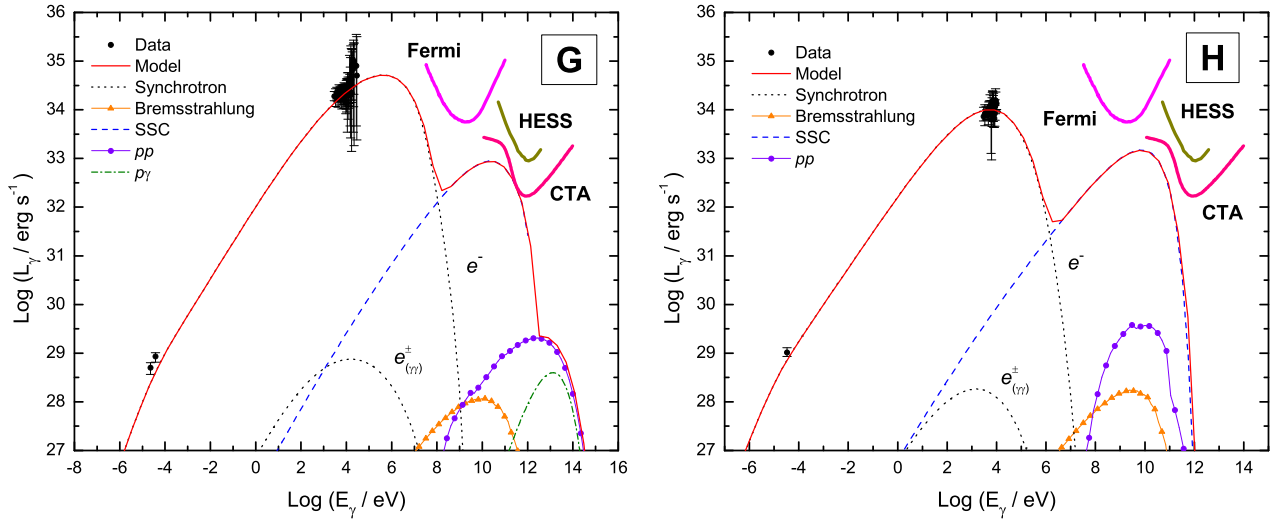 36
35
34
33
32
31
30
29
28
27
Log (Lγ / erg s⁻¹)
Data
Model
Synchrotron
Bremsstrahlung
SSC
pp
pγ
Fermi
G
HESS
CTA
e⁻
e±(γγ)
-8 -6 -4 -2 0 2 4 6 8 10 12 14 16
Log (Eγ / eV)
36
35
34
33
32
31
30
29
28
27
Log (Lγ / erg s⁻¹)
Data
Model
Synchrotron
Bremsstrahlung
SSC
pp
Fermi
H
HESS
CTA
e⁻
e±(γγ)
-6 -4 -2 0 2 4 6 8 10 12 14
Log (Eγ / eV)